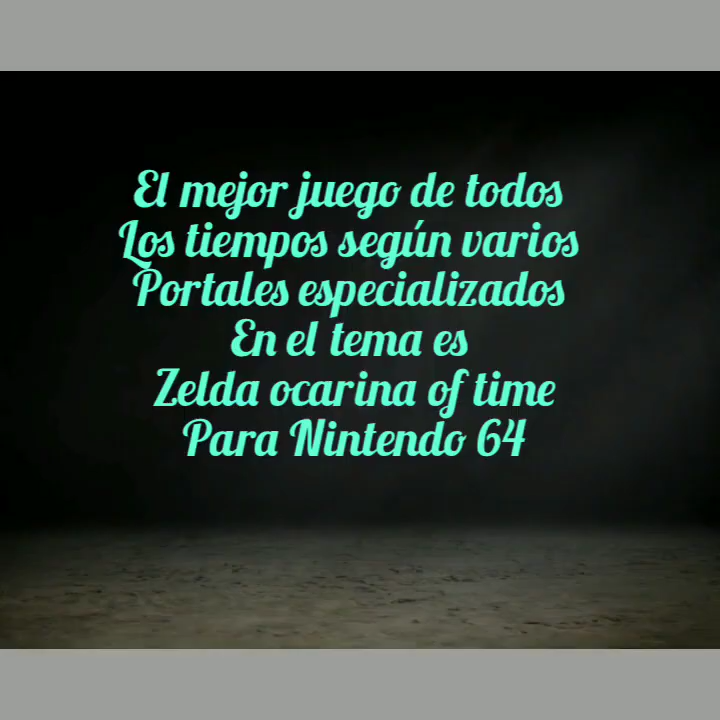 El mejor juego de todos
Los tiempos según varios
Portales especializados
En el tema es
Zelda ocarina of time
Para Nintendo 64